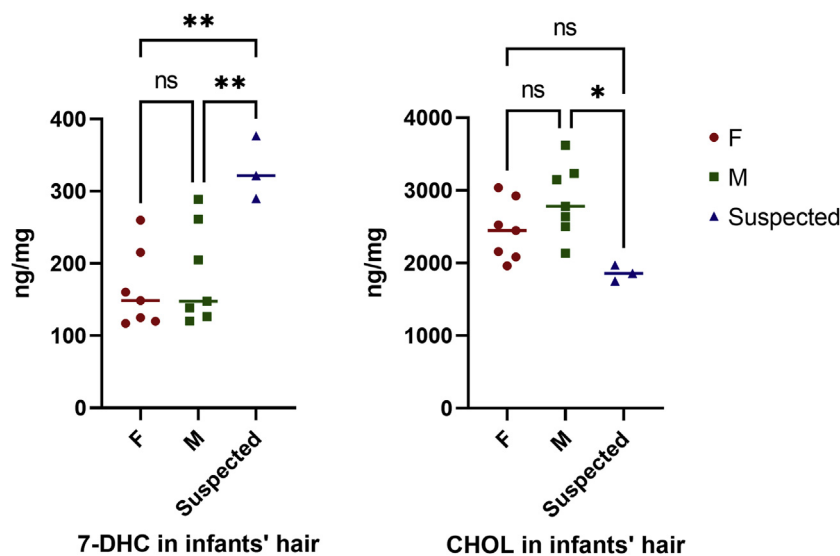 **
ns
**
400
300
200
100
0
ng/mg
F
M
Suspected
7-DHC in infants' hair
ns
ns
*
4000
3000
2000
1000
0
ng/mg
F
M
Suspected
CHOL in infants' hair
F
M
Suspected